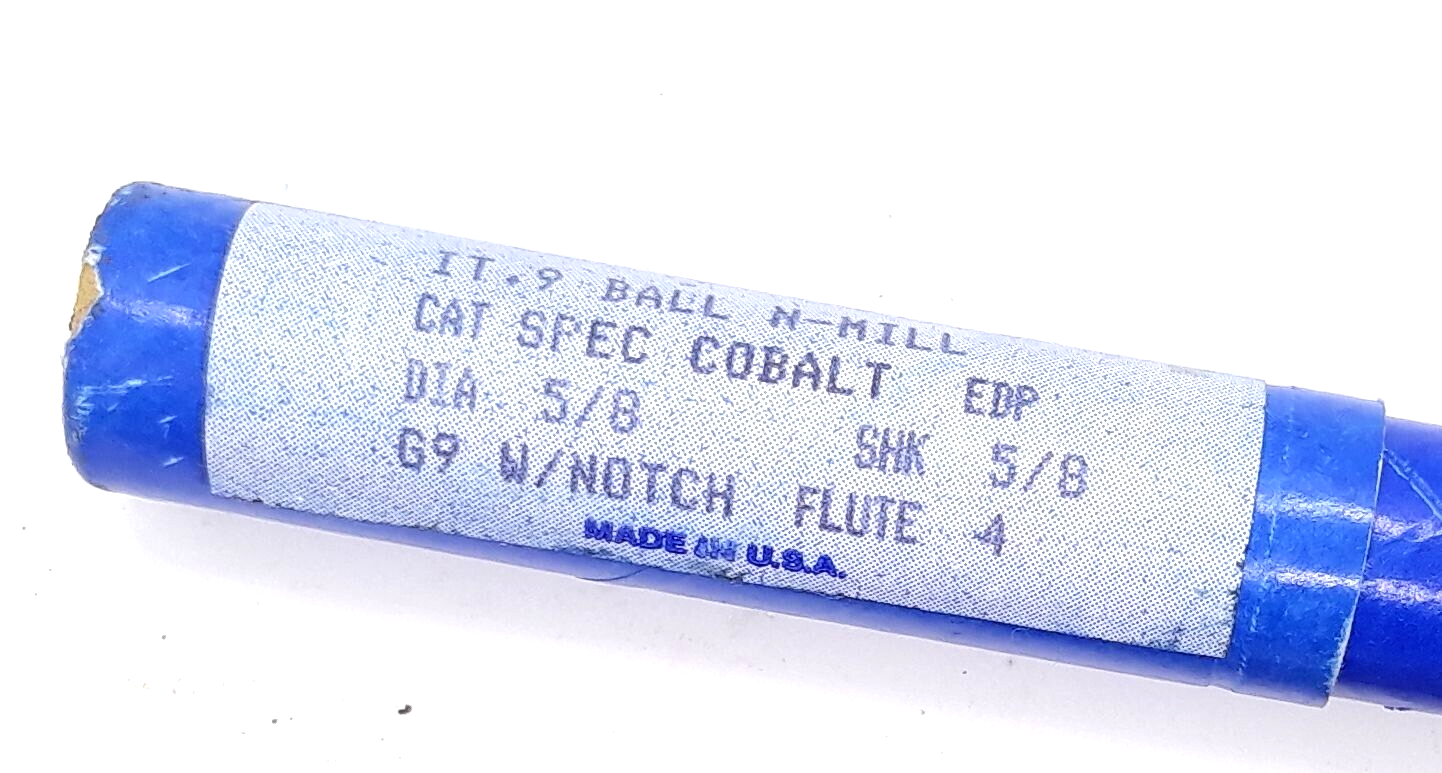 IT.9 BALL N-MILL
CAT SPEC COBALT EDP
DIA 5/8 SHK 5/8
G9 W/NOTCH FLUTE 4
MADE IN U.S.A.